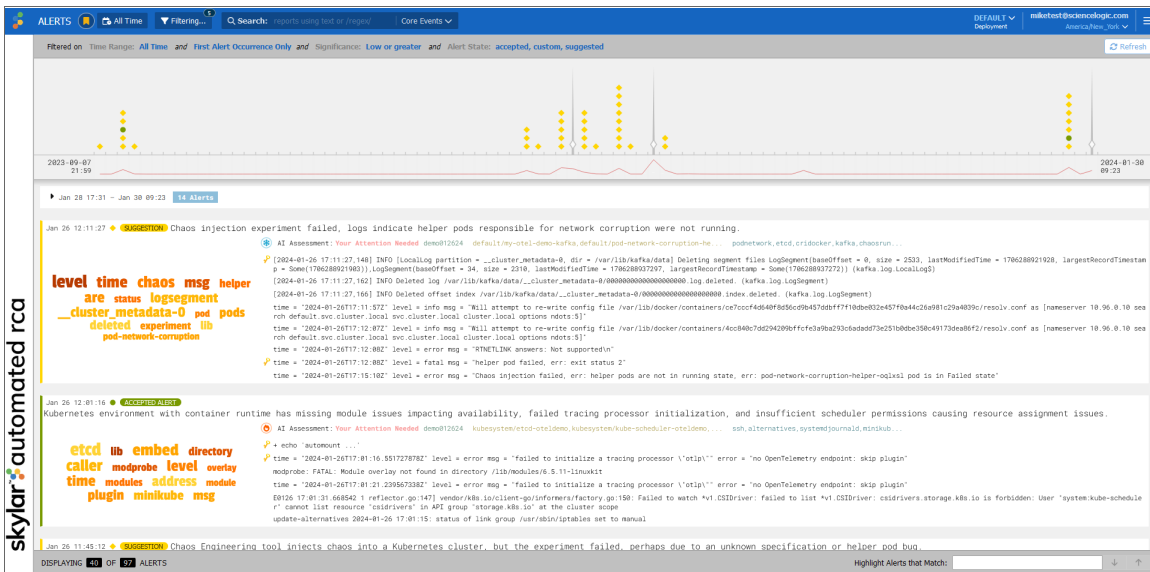 ALERTS
All Time
Filtering...
5
Search: reports using text or /regex/
Core Events
DEFAULT
Deployment
miketest@sciencelogic.com
America/New_York
Filtered on Time Range: All Time and First Alert Occurrence Only and Significance: Low or greater and Alert State: accepted, custom, suggested
Refresh
2023-09-07
21:59
2024-01-30
09:23
Jan 28 17:31 – Jan 30 09:23 14 Alerts
Jan 26 12:11:27 SUGGESTION Chaos injection experiment failed, logs indicate helper pods responsible for network corruption were not running.
AI Assessment: Your Attention Needed demo012624 default/my-otel-demo-kafka,default/pod-network-corruption-he... podnetwork,etcd,cridocker,kafka,chaosrun...
level time chaos msg helper
are status logsegment
__cluster_metadata-0 pod pods
deleted experiment lib
pod-network-corruption
[2024-01-26T17:11:27,148] INFO [LocalLog partition = __cluster_metadata-0, dir = /var/lib/kafka/data] Deleting segment files LogSegment(baseOffset = 0, size = 2533, lastModifiedTime = 1706288921928, largestRecordTimestam
p = Some(1706288921903)),LogSegment(baseOffset = 34, size = 2310, lastModifiedTime = 1706288937297, largestRecordTimestamp = Some(1706288937272)) (kafka.log.LocalLog$)
[2024-01-26T17:11:27,162] INFO Deleted log /var/lib/kafka/data/__cluster_metadata-0/00000000000000000000.log.deleted. (kafka.log.LogSegment)
[2024-01-26T17:11:27,166] INFO Deleted offset index /var/lib/kafka/data/__cluster_metadata-0/00000000000000000000.index.deleted. (kafka.log.LogSegment)
time = "2024-01-26T17:11:57Z" level = info msg = "Will attempt to re-write config file /var/lib/docker/containers/ce7cccf4d640f8d56cd9b457ddbff7f10dbe032e457f0a44c26a981c29a4039c/resolv.conf as [nameserver 10.96.0.10 sea
rch default.svc.cluster.local svc.cluster.local cluster.local options ndots:5]"
time = "2024-01-26T17:12:07Z" level = info msg = "Will attempt to re-write config file /var/lib/docker/containers/4cc840c7dd294209bffcfe3a9ba293c6adadd73e251b0dbe350c49173dea86f2/resolv.conf as [nameserver 10.96.0.10 sea
rch default.svc.cluster.local svc.cluster.local cluster.local options ndots:5]"
time = "2024-01-26T17:12:08Z" level = error msg = "RTNETLINK answers: Not supported\n"
time = "2024-01-26T17:12:08Z" level = fatal msg = "helper pod failed, err: exit status 2"
time = "2024-01-26T17:15:10Z" level = error msg = "Chaos injection failed, err: helper pods are not in running state, err: pod-network-corruption-helper-oqlxsl pod is in Failed state"
Jan 26 12:01:16 ACCEPTED ALERT
Kubernetes environment with container runtime has missing module issues impacting availability, failed tracing processor initialization, and insufficient scheduler permissions causing resource assignment issues.
AI Assessment: Your Attention Needed demo012624 kubesystem/etcd-oteldemo,kubesystem/kube-scheduler-oteldemo,... ssh,alternatives,systemdjournald,minikub...
etcd lib embed directory
caller modprobe level overlay
time modules address module
plugin minikube msg
+ echo 'automount ...'
time = "2024-01-26T17:01:16.551727878Z" level = error msg = "failed to initialize a tracing processor \"otlp\"" error = "no OpenTelemetry endpoint: skip plugin"
modprobe: FATAL: Module overlay not found in directory /lib/modules/6.5.11-linuxkit
time = "2024-01-26T17:01:21.239567338Z" level = error msg = "failed to initialize a tracing processor \"otlp\"" error = "no OpenTelemetry endpoint: skip plugin"
E0126 17:01:31.668542 1 reflector.go:147] vendor/k8s.io/client-go/informers/factory.go:150: Failed to watch *v1.CSIDriver: failed to list *v1.CSIDriver: csidrivers.storage.k8s.io is forbidden: User "system:kube-schedule
r" cannot list resource "csidrivers" in API group "storage.k8s.io" at the cluster scope
update-alternatives 2024-01-26 17:01:15: status of link group /usr/sbin/iptables set to manual
Jan 26 11:45:12 SUGGESTION Chaos Engineering tool injects chaos into a Kubernetes cluster, but the experiment failed, perhaps due to an unknown specification or helper pod bug.
DISPLAYING 40 OF 97 ALERTS
Highlight Alerts that Match:
skylar automated rca